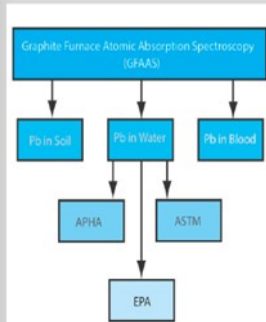 Graphite Furnace Atomic Absorption Spectroscopy
(GFAAS)
Pb in Soil
Pb in Water
Pb in Blood
APHA
ASTM
EPA